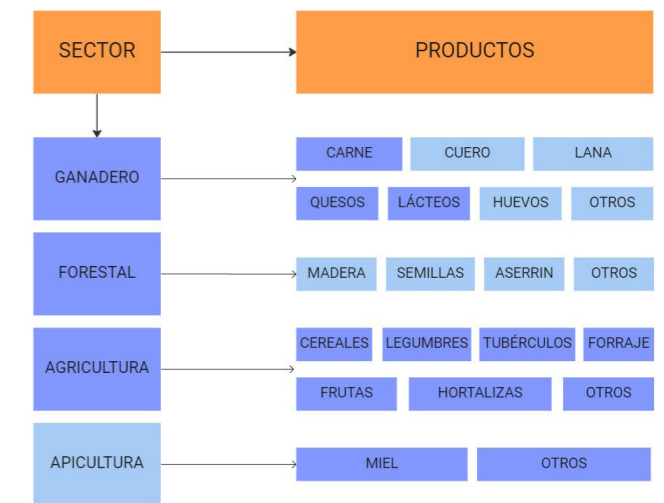 SECTOR
PRODUCTOS
GANADERO
CARNE
CUERO
LANA
QUESOS
LÁCTEOS
HUEVOS
OTROS
FORESTAL
MADERA
SEMILLAS
ASERRIN
OTROS
AGRICULTURA
CEREALES
LEGUMBRES
TUBÉRCULOS
FORRAJE
FRUTAS
HORTALIZAS
OTROS
APICULTURA
MIEL
OTROS